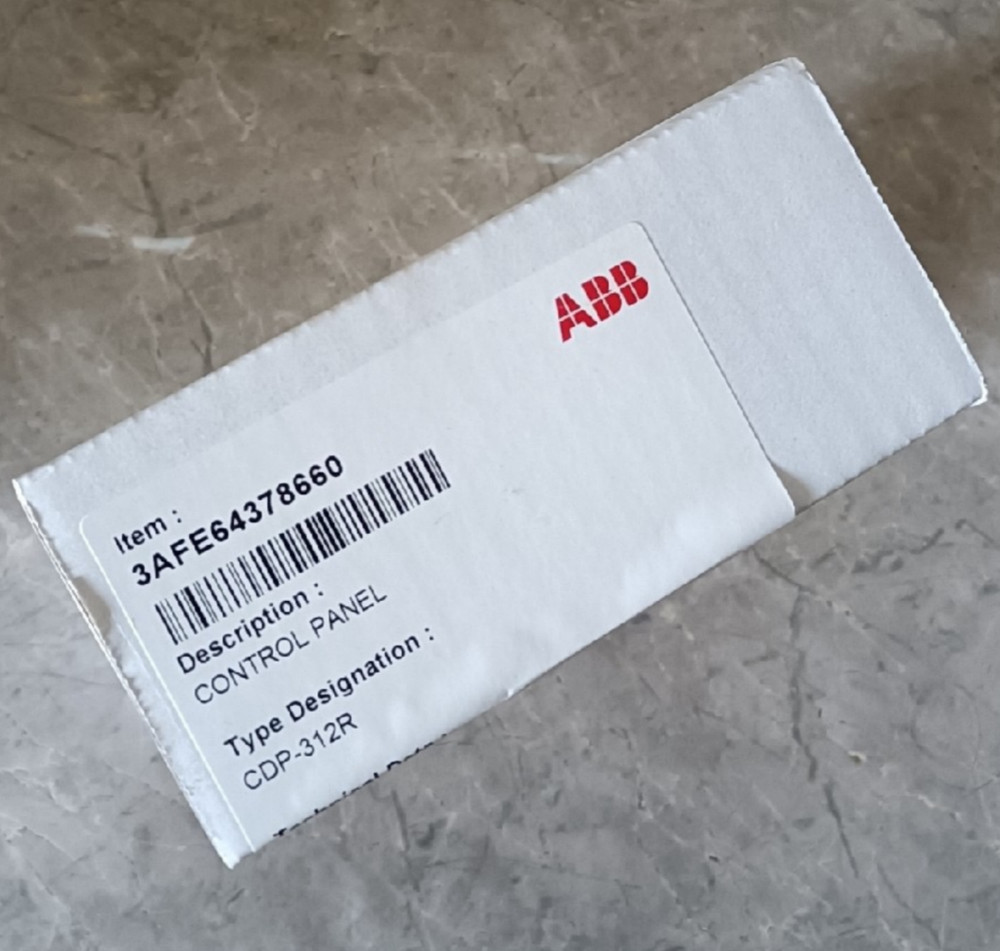 ABB
Item :
3AFE64378660
Description :
CONTROL PANEL
Type Designation :
CDP-312R